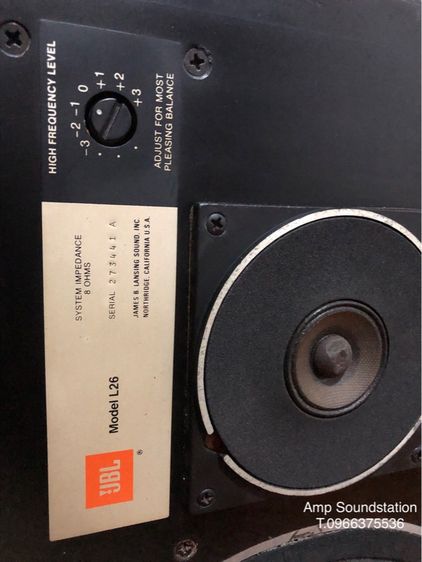 HIGH FREQUENCY LEVEL
-3 -2 -1 0 +1 +2 +3
ADJUST FOR MOST
PLEASING BALANCE
SYSTEM IMPEDANCE
8 OHMS
SERIAL 273441 A
JAMES B. LANSING SOUND, INC.
NORTHRIDGE, CALIFORNIA U.S.A.
JBL ®
Model L26
Amp Soundstation
T.0966375536